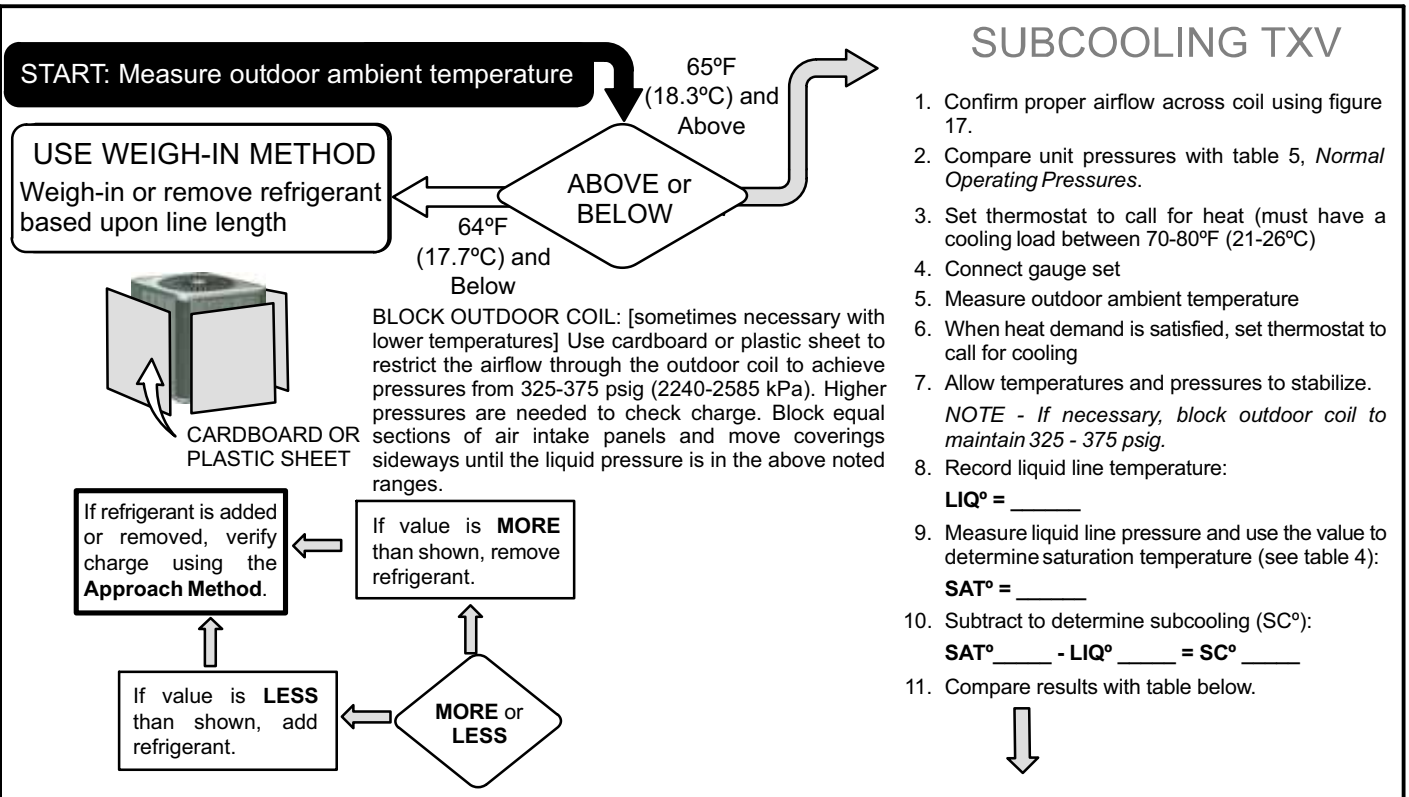 START: Measure outdoor ambient temperature
65ºF
(18.3ºC) and
Above
USE WEIGH-IN METHOD
Weigh-in or remove refrigerant
based upon line length
ABOVE or
BELOW
64ºF
(17.7ºC) and
Below
CARDBOARD OR
PLASTIC SHEET
BLOCK OUTDOOR COIL: [sometimes necessary with
lower temperatures] Use cardboard or plastic sheet to
restrict the airflow through the outdoor coil to achieve
pressures from 325-375 psig (2240-2585 kPa). Higher
pressures are needed to check charge. Block equal
sections of air intake panels and move coverings
sideways until the liquid pressure is in the above noted
ranges.
If refrigerant is added
or removed, verify
charge using the
Approach Method.
If value is MORE
than shown, remove
refrigerant.
If value is LESS
than shown, add
refrigerant.
MORE or
LESS
SUBCOOLING TXV
1. Confirm proper airflow across coil using figure
17.
2. Compare unit pressures with table 5, Normal
Operating Pressures.
3. Set thermostat to call for heat (must have a
cooling load between 70-80ºF (21-26ºC)
4. Connect gauge set
5. Measure outdoor ambient temperature
6. When heat demand is satisfied, set thermostat to
call for cooling
7. Allow temperatures and pressures to stabilize.
NOTE - If necessary, block outdoor coil to
maintain 325 - 375 psig.
8. Record liquid line temperature:
LIQº = ______
9. Measure liquid line pressure and use the value to
determine saturation temperature (see table 4):
SATº = ______
10. Subtract to determine subcooling (SCº):
SATº_____ - LIQº _____ = SCº _____
11. Compare results with table below.